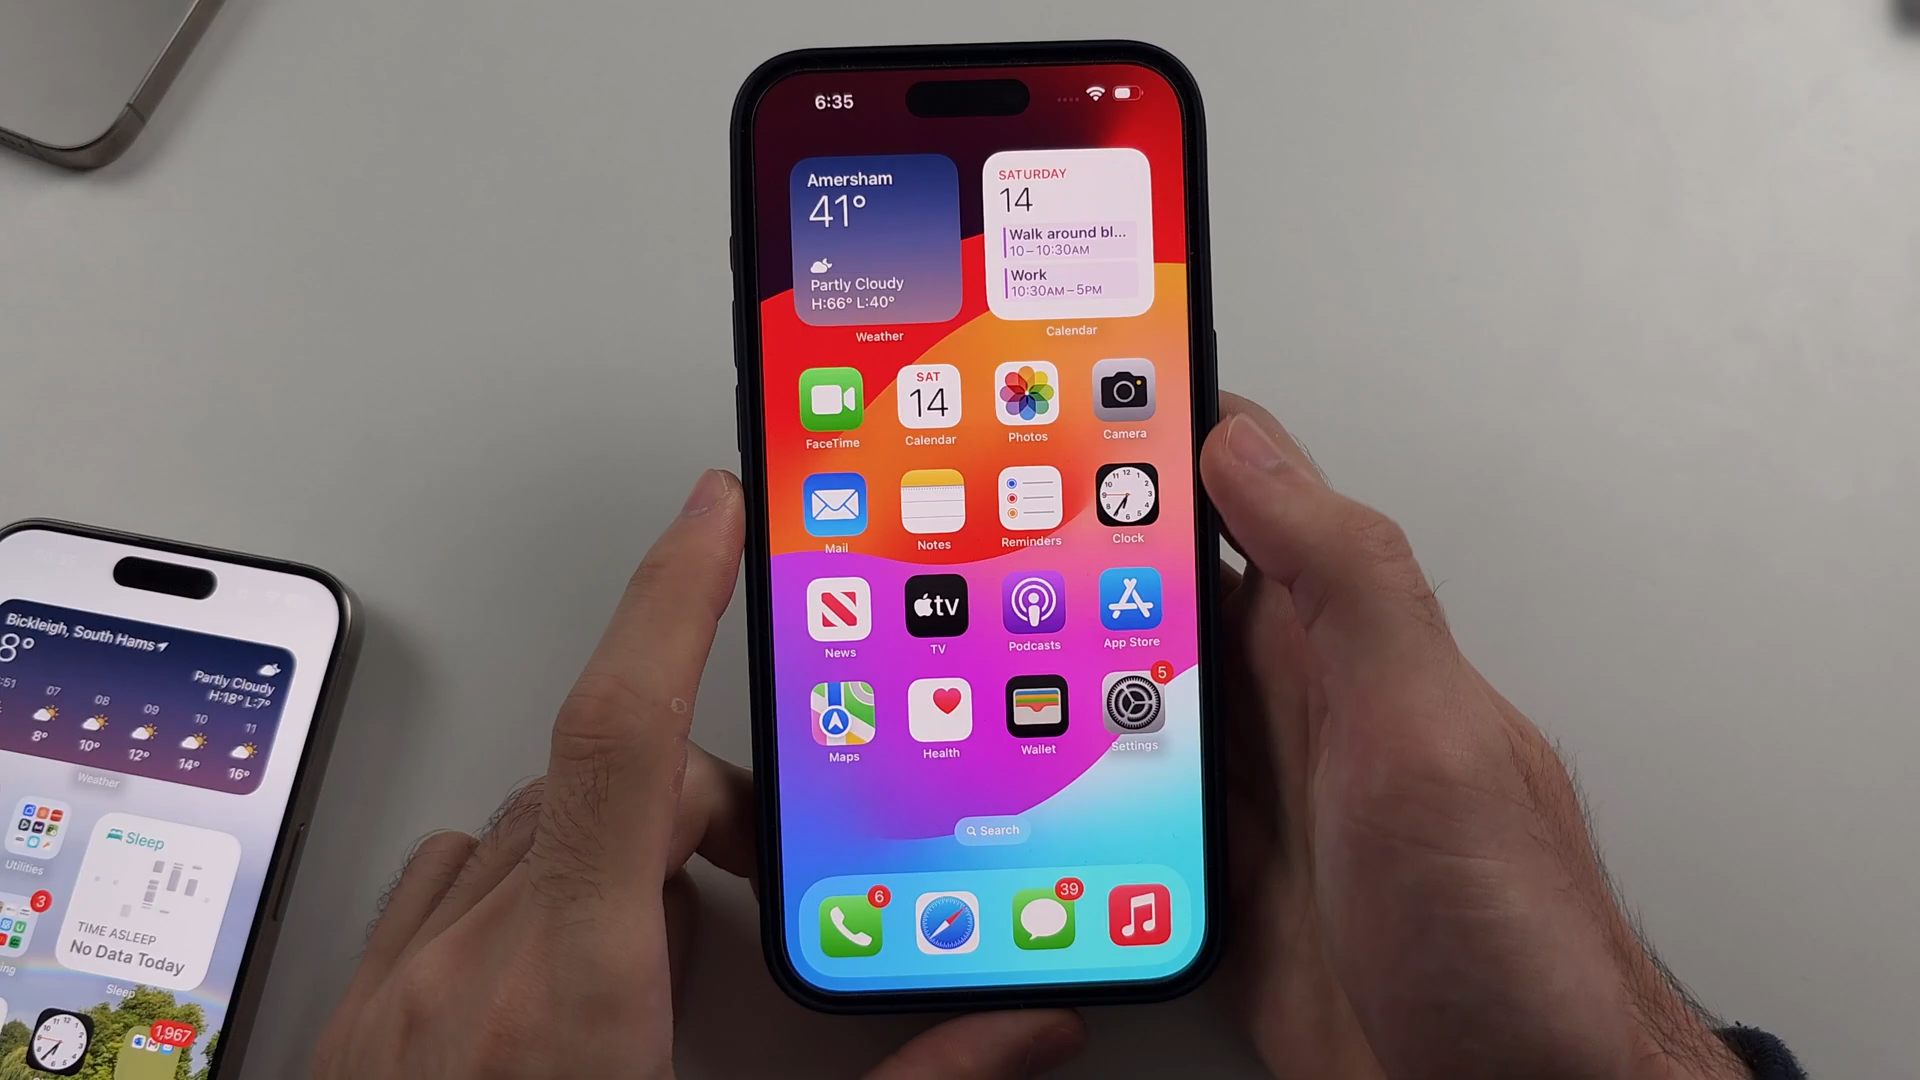 6:35
Amersham
41°
Partly Cloudy
H:66° L:40°
Weather
SATURDAY
14
Walk around bl...
10–10:30AM
Work
10:30AM–5PM
Calendar
FaceTime
SAT
14
Calendar
Photos
Camera
Mail
Notes
Reminders
Clock
News
tv
TV
Podcasts
App Store
Maps
Health
Wallet
5
Settings
Search
6
39
Bickleigh, South Hams
8°
Partly Cloudy
H:18° L:7°
:51
07
08
09
10
11
8°
10°
12°
14°
16°
Weather
Utilities
Sleep
TIME ASLEEP
No Data Today
Sleep
3
ing
1,967